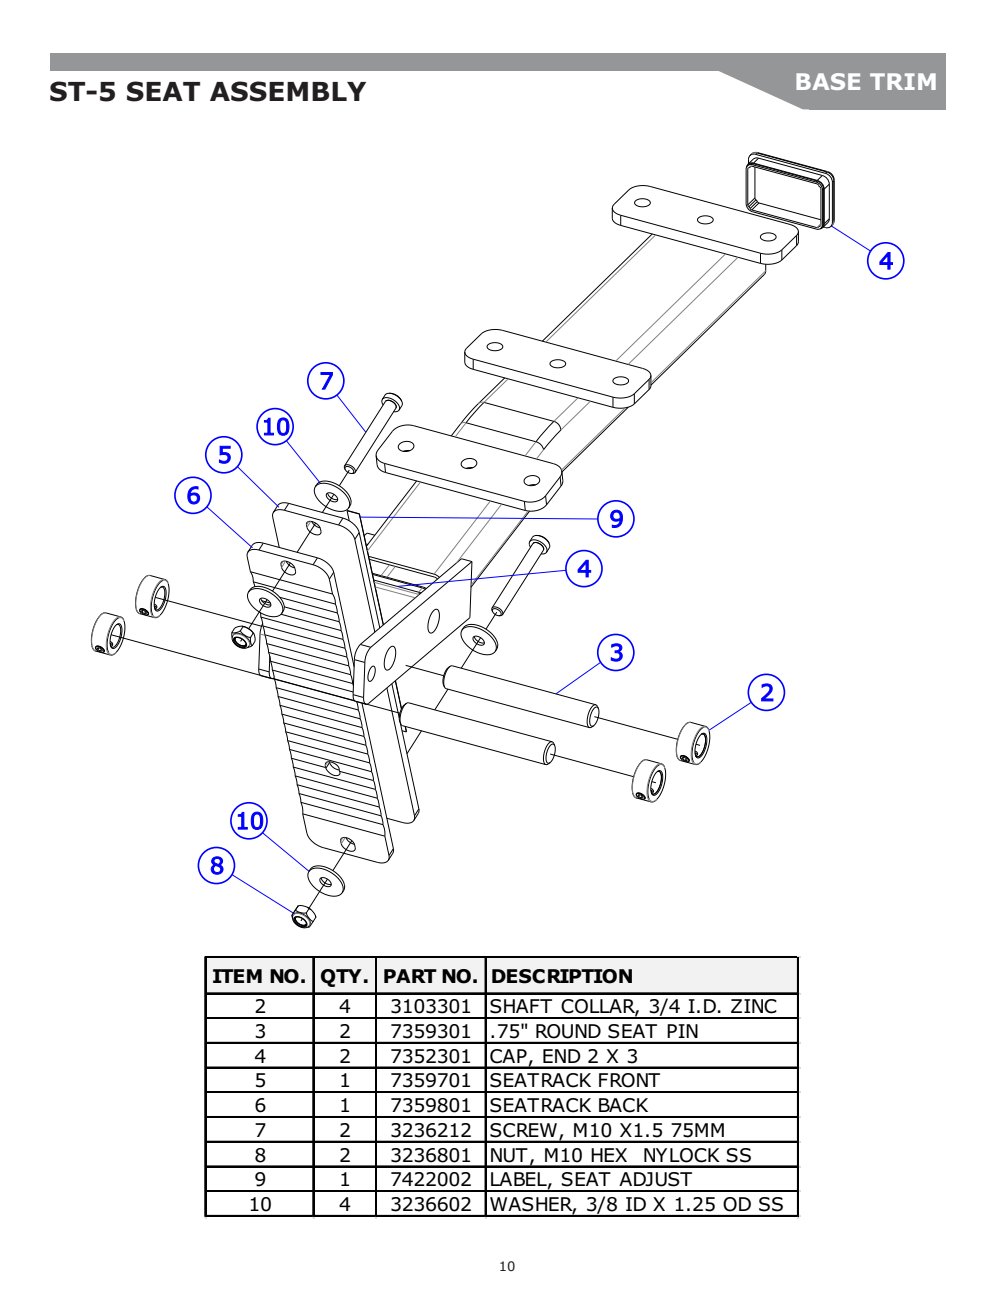 BASE TRIM
ST-5 SEAT ASSEMBLY
4
7
10
5
6
9
4
3
2
10
8
ITEM NO. QTY. PART NO. DESCRIPTION
2 4 3103301 SHAFT COLLAR, 3/4 I.D. ZINC
3 2 7359301 .75" ROUND SEAT PIN
4 2 7352301 CAP, END 2 X 3
5 1 7359701 SEATRACK FRONT
6 1 7359801 SEATRACK BACK
7 2 3236212 SCREW, M10 X1.5 75MM
8 2 3236801 NUT, M10 HEX NYLOCK SS
9 1 7422002 LABEL, SEAT ADJUST
10 4 3236602 WASHER, 3/8 ID X 1.25 OD SS
10